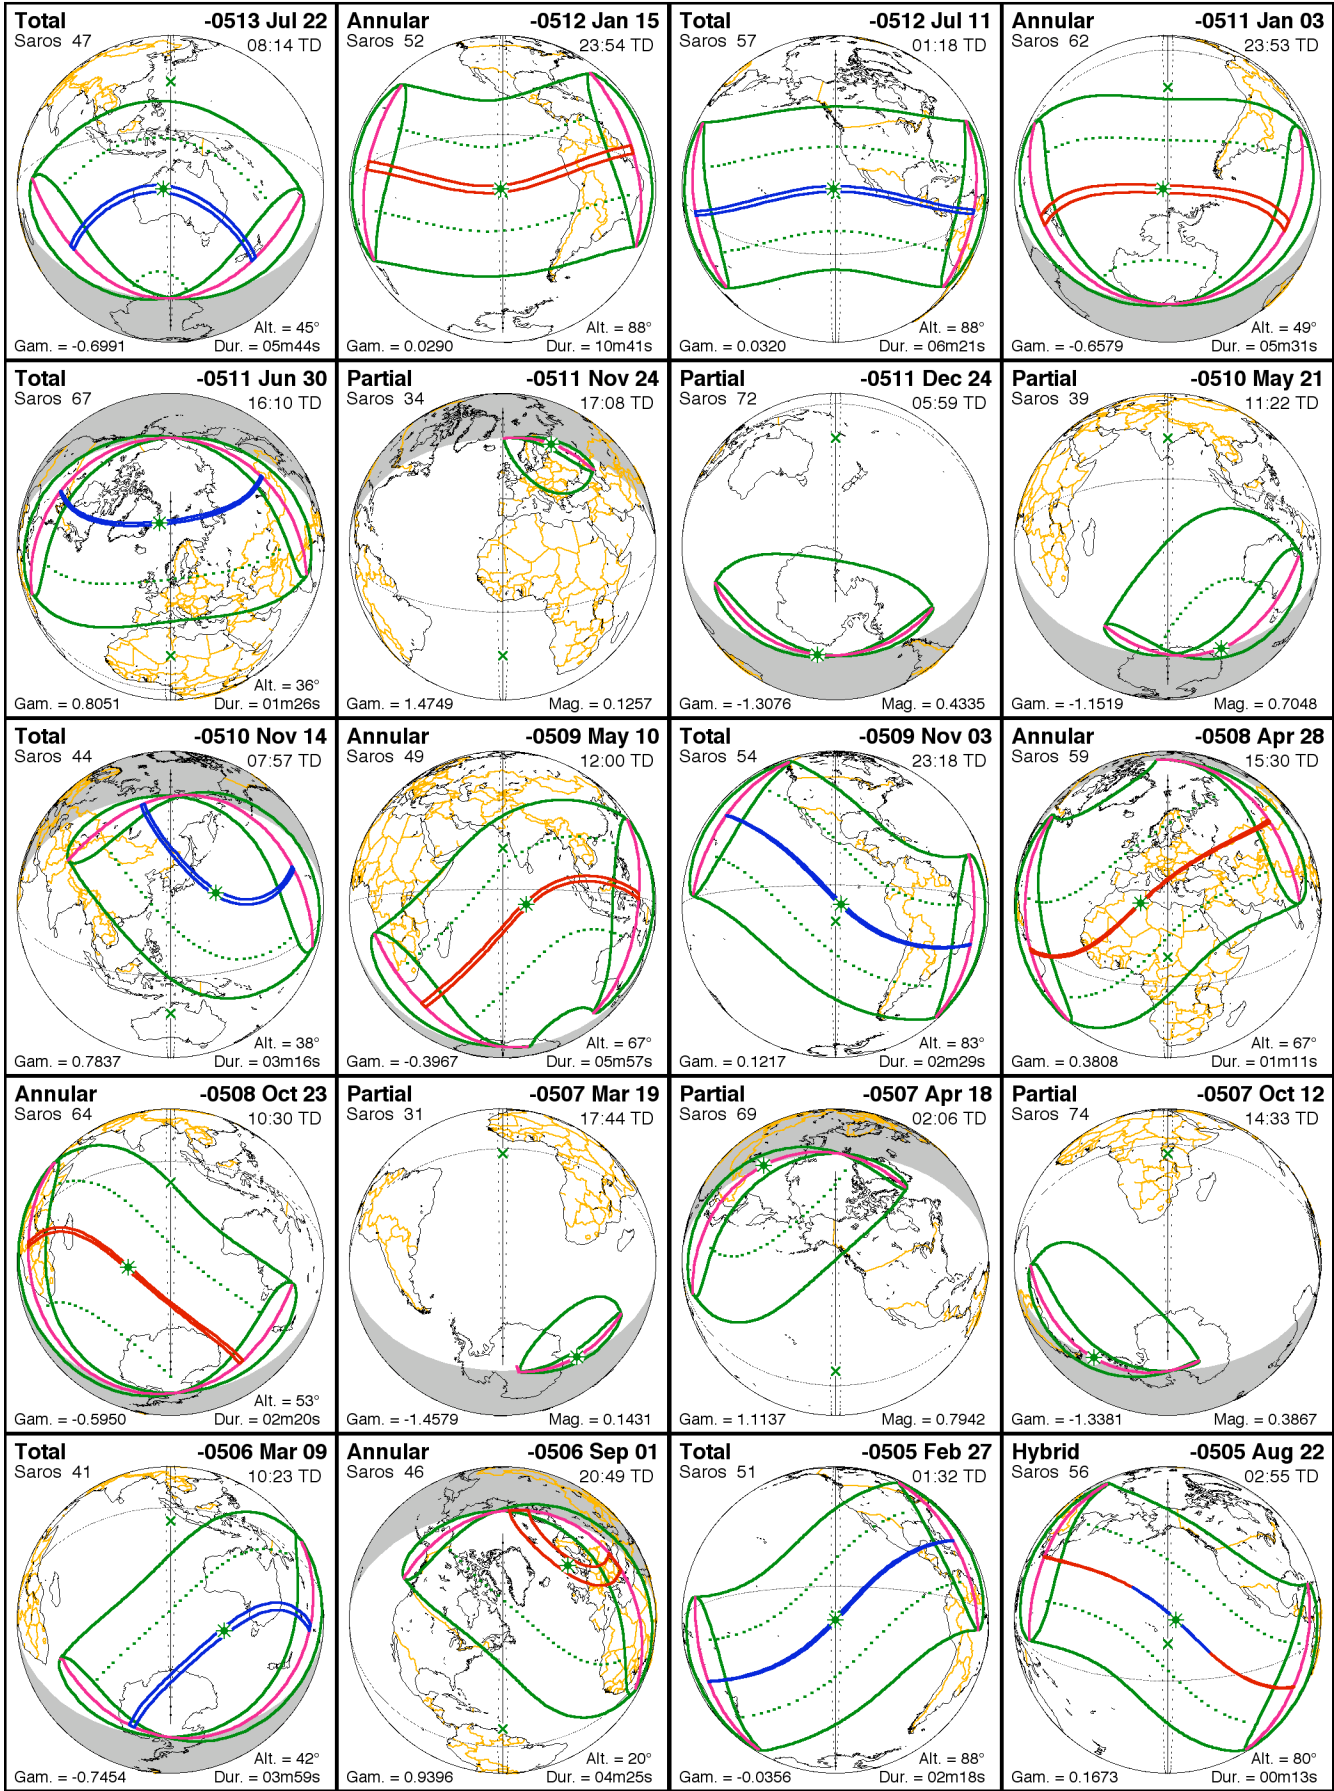 Total -0513 Jul 22
Saros 47 08:14 TD
Alt. = 45°
Gam. = -0.6991 Dur. = 05m44s
Annular -0512 Jan 15
Saros 52 23:54 TD
Alt. = 88°
Gam. = 0.0290 Dur. = 10m41s
Total -0512 Jul 11
Saros 57 01:18 TD
Alt. = 88°
Gam. = 0.0320 Dur. = 06m21s
Annular -0511 Jan 03
Saros 62 23:53 TD
Alt. = 49°
Gam. = -0.6579 Dur. = 05m31s
Total -0511 Jun 30
Saros 67 16:10 TD
Alt. = 36°
Gam. = 0.8051 Dur. = 01m26s
Partial -0511 Nov 24
Saros 34 17:08 TD
Gam. = 1.4749 Mag. = 0.1257
Partial -0511 Dec 24
Saros 72 05:59 TD
Gam. = -1.3076 Mag. = 0.4335
Partial -0510 May 21
Saros 39 11:22 TD
Gam. = -1.1519 Mag. = 0.7048
Total -0510 Nov 14
Saros 44 07:57 TD
Alt. = 38°
Gam. = 0.7837 Dur. = 03m16s
Annular -0509 May 10
Saros 49 12:00 TD
Alt. = 67°
Gam. = -0.3967 Dur. = 05m57s
Total -0509 Nov 03
Saros 54 23:18 TD
Alt. = 83°
Gam. = 0.1217 Dur. = 02m29s
Annular -0508 Apr 28
Saros 59 15:30 TD
Alt. = 67°
Gam. = 0.3808 Dur. = 01m11s
Annular -0508 Oct 23
Saros 64 10:30 TD
Alt. = 53°
Gam. = -0.5950 Dur. = 02m20s
Partial -0507 Mar 19
Saros 31 17:44 TD
Gam. = -1.4579 Mag. = 0.1431
Partial -0507 Apr 18
Saros 69 02:06 TD
Gam. = 1.1137 Mag. = 0.7942
Partial -0507 Oct 12
Saros 74 14:33 TD
Gam. = -1.3381 Mag. = 0.3867
Total -0506 Mar 09
Saros 41 10:23 TD
Alt. = 42°
Gam. = -0.7454 Dur. = 03m59s
Annular -0506 Sep 01
Saros 46 20:49 TD
Alt. = 20°
Gam. = 0.9396 Dur. = 04m25s
Total -0505 Feb 27
Saros 51 01:32 TD
Alt. = 88°
Gam. = -0.0356 Dur. = 02m18s
Hybrid -0505 Aug 22
Saros 56 02:55 TD
Alt. = 80°
Gam. = 0.1673 Dur. = 00m13s